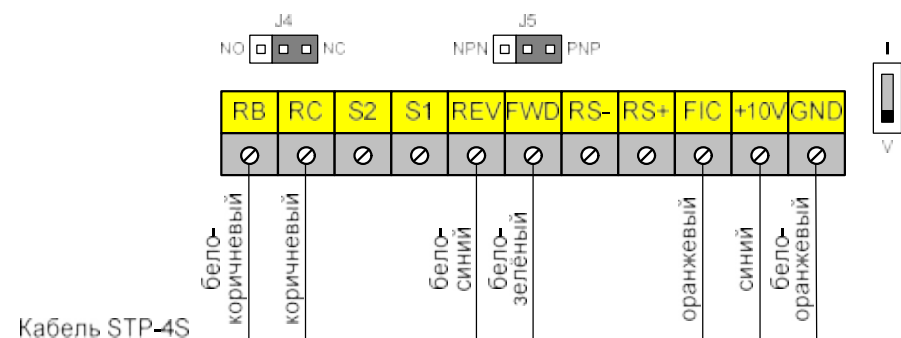 J4 J5
NO NC NPN PNP I
RB RC S2 S1 REV FWD RS- RS+ FIC +10V GND
V
бело-коричневый
коричневый
бело-синий
бело-зелёный
оранжевый
синий
бело-оранжевый
Кабель STP-4S